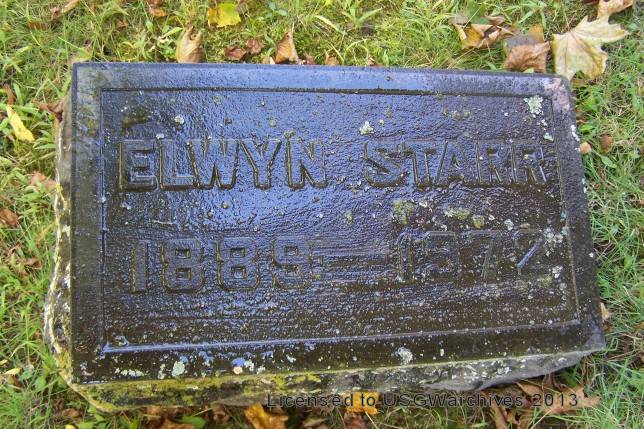 ELWYN STARR
1889 – 1972
Licensed to USGWarchives 2013